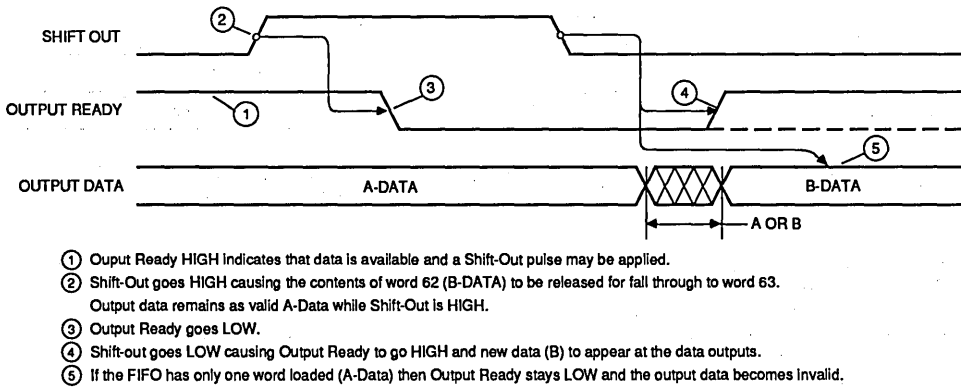 SHIFT OUT
②
OUTPUT READY
①
③
④
⑤
OUTPUT DATA
A-DATA
B-DATA
A OR B
① Ouput Ready HIGH indicates that data is available and a Shift-Out pulse may be applied.
② Shift-Out goes HIGH causing the contents of word 62 (B-DATA) to be released for fall through to word 63.
Output data remains as valid A-Data while Shift-Out is HIGH.
③ Output Ready goes LOW.
④ Shift-out goes LOW causing Output Ready to go HIGH and new data (B) to appear at the data outputs.
⑤ If the FIFO has only one word loaded (A-Data) then Output Ready stays LOW and the output data becomes invalid.